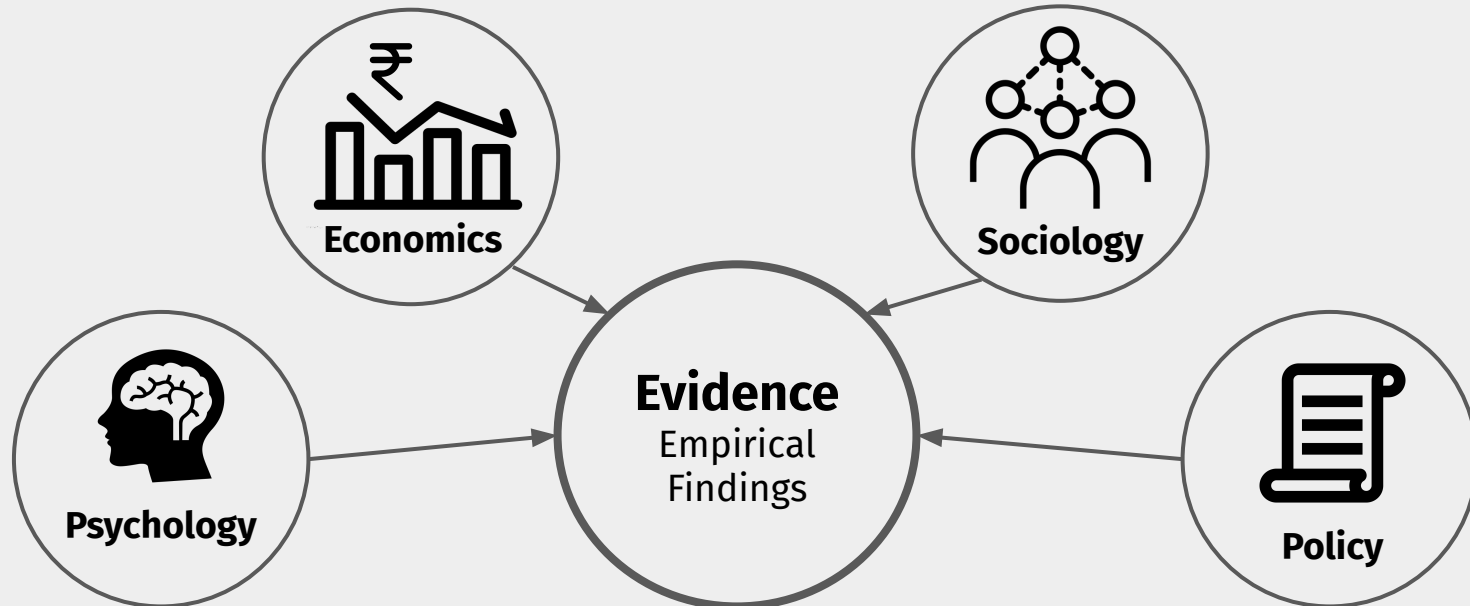 ₹
Economics
Sociology
Evidence
Empirical
Findings
Psychology
Policy